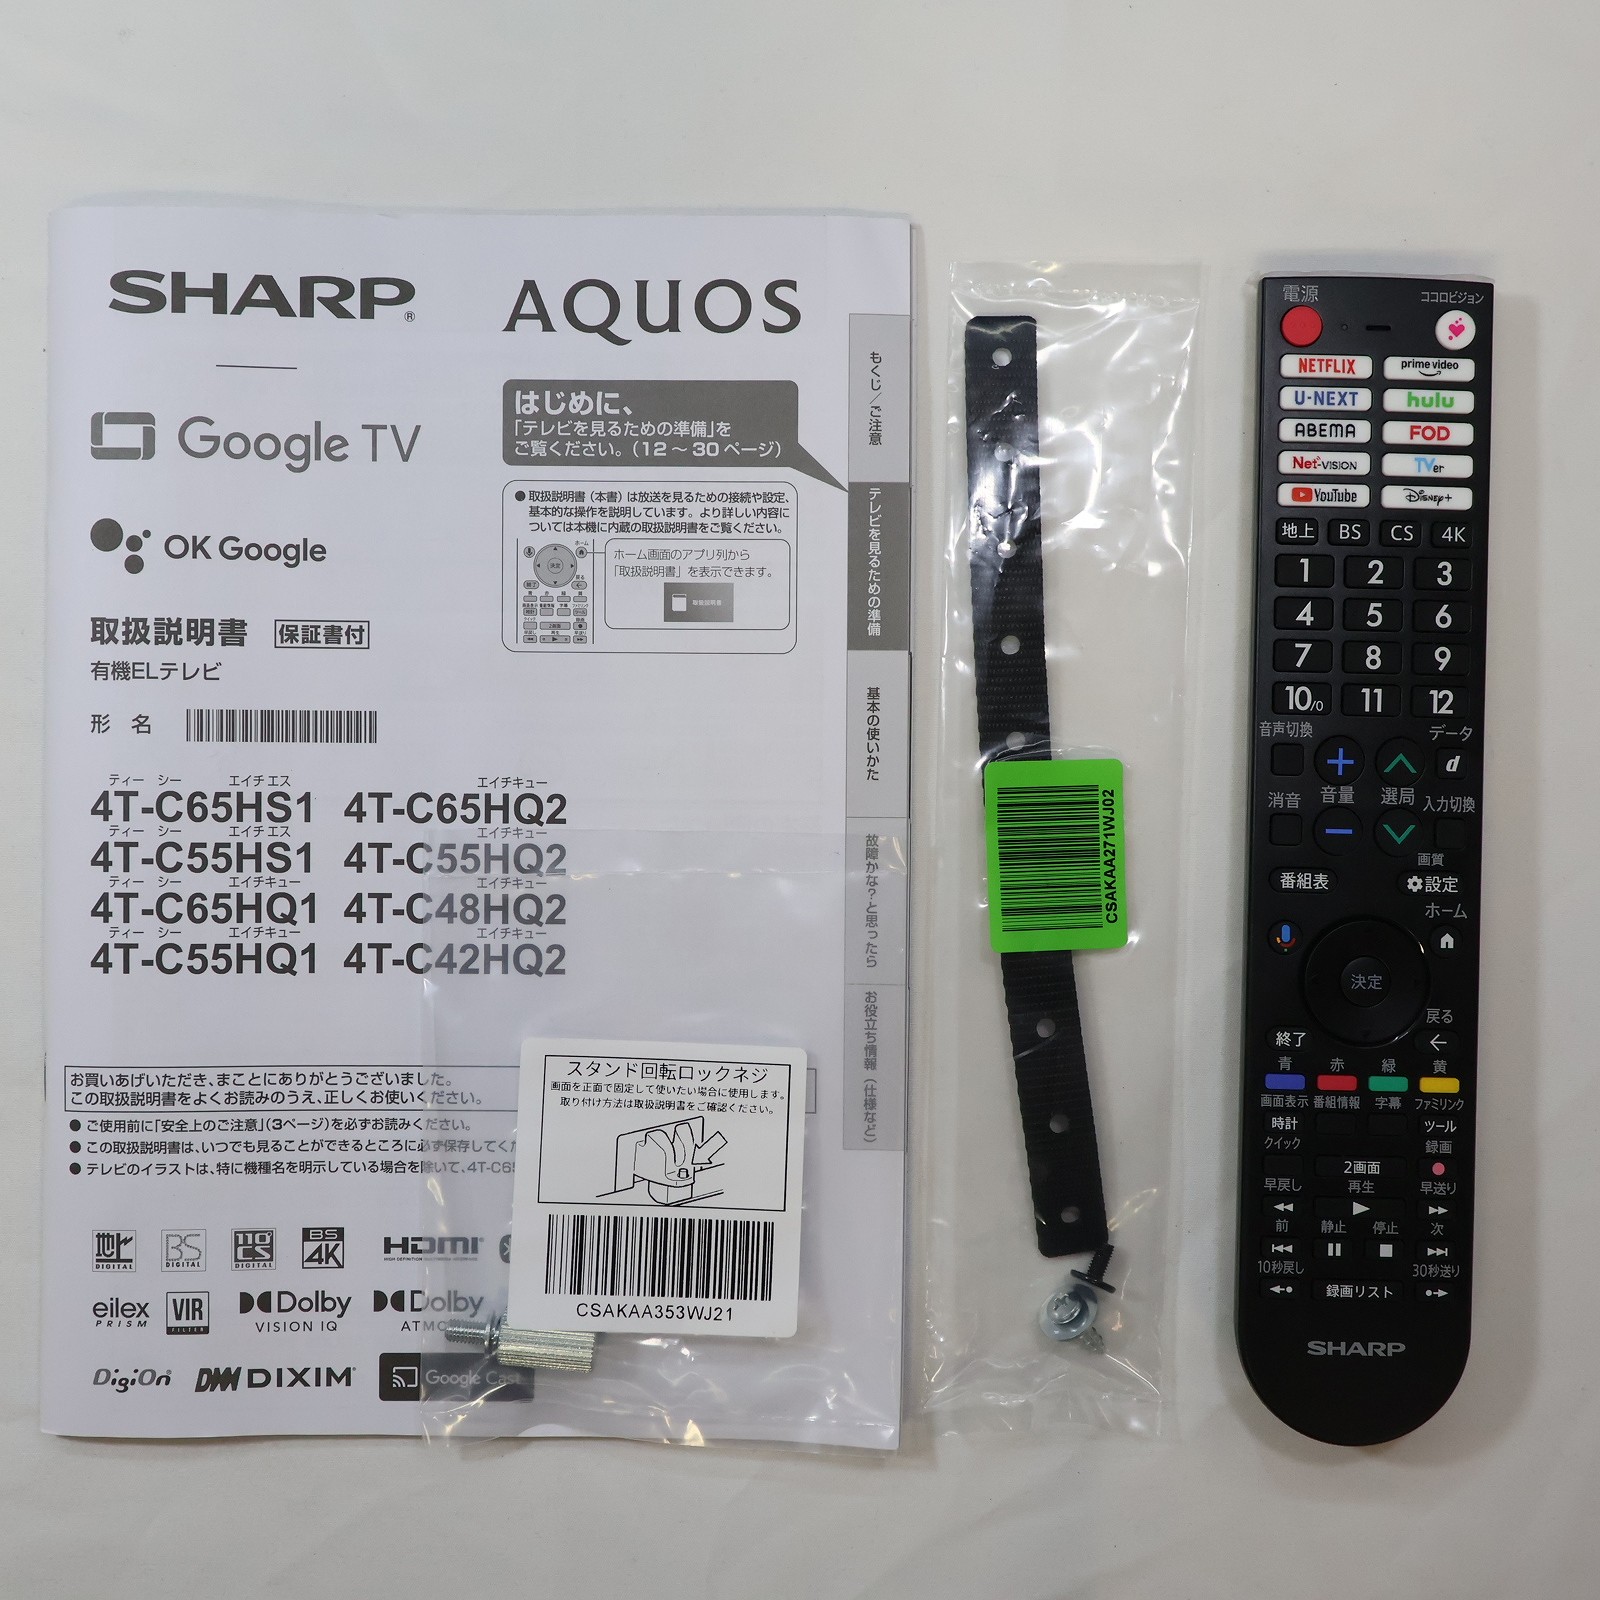 SHARP®
AQUOS
Google TV
OK Google
取扱説明書 保証書付
有機ELテレビ
形名
はじめに、
「テレビを見るための準備」を
ご覧ください。(12～30ページ)
● 取扱説明書(本書)は放送を見るための接続や設定、
基本的な操作を説明しています。より詳しい内容に
ついては本機に内蔵の取扱説明書をご覧ください。
ホーム画面のアプリ列から
「取扱説明書」を表示できます。
取扱説明書
ティー シー エイチエス エイチキュー
4T-C65HS1 4T-C65HQ2
ティー シー エイチエス エイチキュー
4T-C55HS1 4T-C55HQ2
ティー シー エイチキュー エイチキュー
4T-C65HQ1 4T-C48HQ2
ティー シー エイチキュー エイチキュー
4T-C55HQ1 4T-C42HQ2
お買いあげいただき、まことにありがとうございました。
この取扱説明書をよくお読みのうえ、正しくお使いください。
● ご使用前に「安全上のご注意」(3ページ)を必ずお読みください。
● この取扱説明書は、いつでも見ることができるところに必ず保存してくだ
● テレビのイラストは、特に機種名を明示している場合を除いて、4T-C65
地上 DIGITAL
BS DIGITAL
110°CS DIGITAL
BS 4K
HDMI
eilex PRISM
VIR FILTER
Dolby VISION IQ
Dolby ATMO
DigiOn
DIXIM
Google Cast
もくじ/ご注意
テレビを見るための準備
基本の使いかた
故障かな?と思ったら
お役立ち情報(仕様など)
スタンド回転ロックネジ
画面を正面で固定して使いたい場合に使用します。
取り付け方法は取扱説明書をご確認ください。
CSAKAA353WJ21
CSAKAA271WJ02
電源 ココロビジョン
NETFLIX prime video
U-NEXT hulu
ABEMA FOD
Net-VISION TVer
YouTube Disney+
地上 BS CS 4K
1 2 3
4 5 6
7 8 9
10/0 11 12
音声切換 データ
d
消音 音量 選局 入力切換
画質
番組表 設定
ホーム
決定
戻る
終了
青 赤 緑 黄
画面表示 番組情報 字幕 ファミリンク
時計 ツール
クイック 録画
2画面
早戻し 再生 早送り
前 静止 停止 次
10秒戻し 30秒送り
録画リスト
SHARP